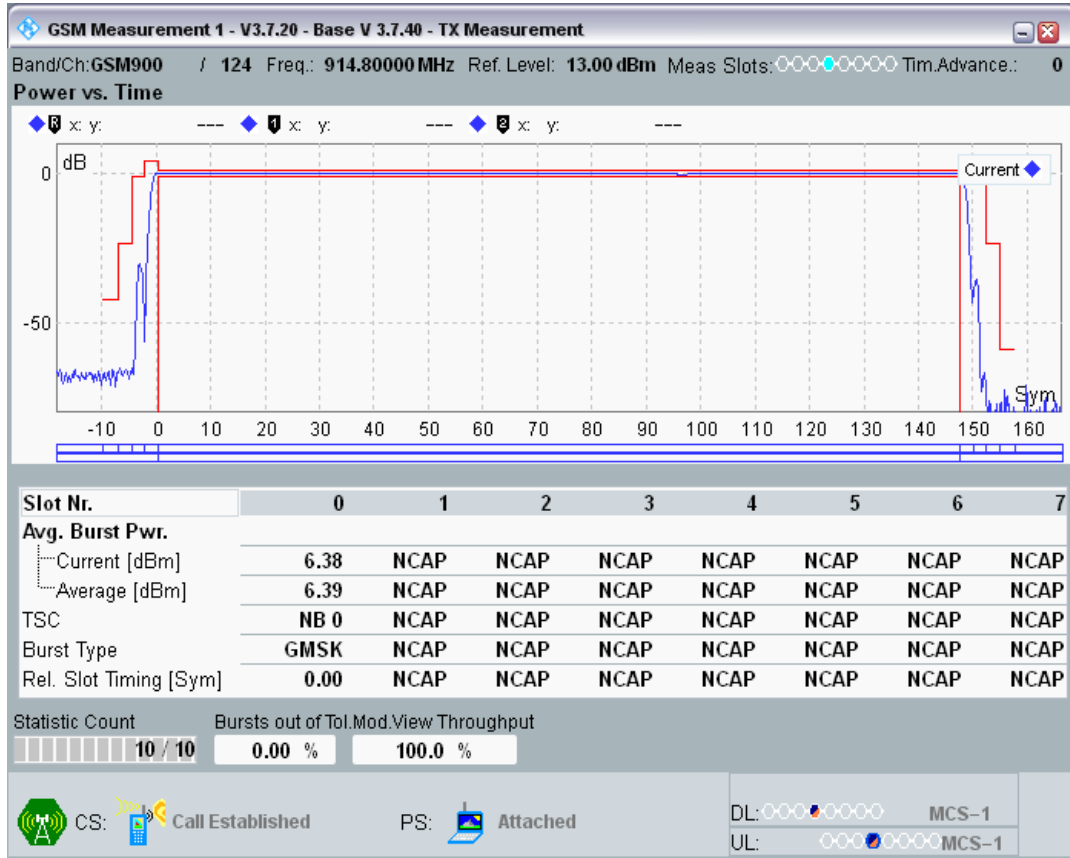 GSM Measurement 1 - V3.7.20 - Base V 3.7.40 - TX Measurement
Band/Ch:GSM900 / 124 Freq.: 914.80000 MHz Ref. Level: 13.00 dBm Meas Slots: Tim.Advance.: 0
Power vs. Time
R x: y: --- 1 x: y: --- 2 x: y: ---
dB
Current
0
-50
Sym
-10 0 10 20 30 40 50 60 70 80 90 100 110 120 130 140 150 160
Slot Nr. 0 1 2 3 4 5 6 7
Avg. Burst Pwr.
Current [dBm] 6.38 NCAP NCAP NCAP NCAP NCAP NCAP NCAP
Average [dBm] 6.39 NCAP NCAP NCAP NCAP NCAP NCAP NCAP
TSC NB 0 NCAP NCAP NCAP NCAP NCAP NCAP NCAP
Burst Type GMSK NCAP NCAP NCAP NCAP NCAP NCAP NCAP
Rel. Slot Timing [Sym] 0.00 NCAP NCAP NCAP NCAP NCAP NCAP NCAP
Statistic Count Bursts out of Tol. Mod.View Throughput
10 / 10 0.00 % 100.0 %
CS: Call Established PS: Attached
DL: MCS-1
UL: MCS-1